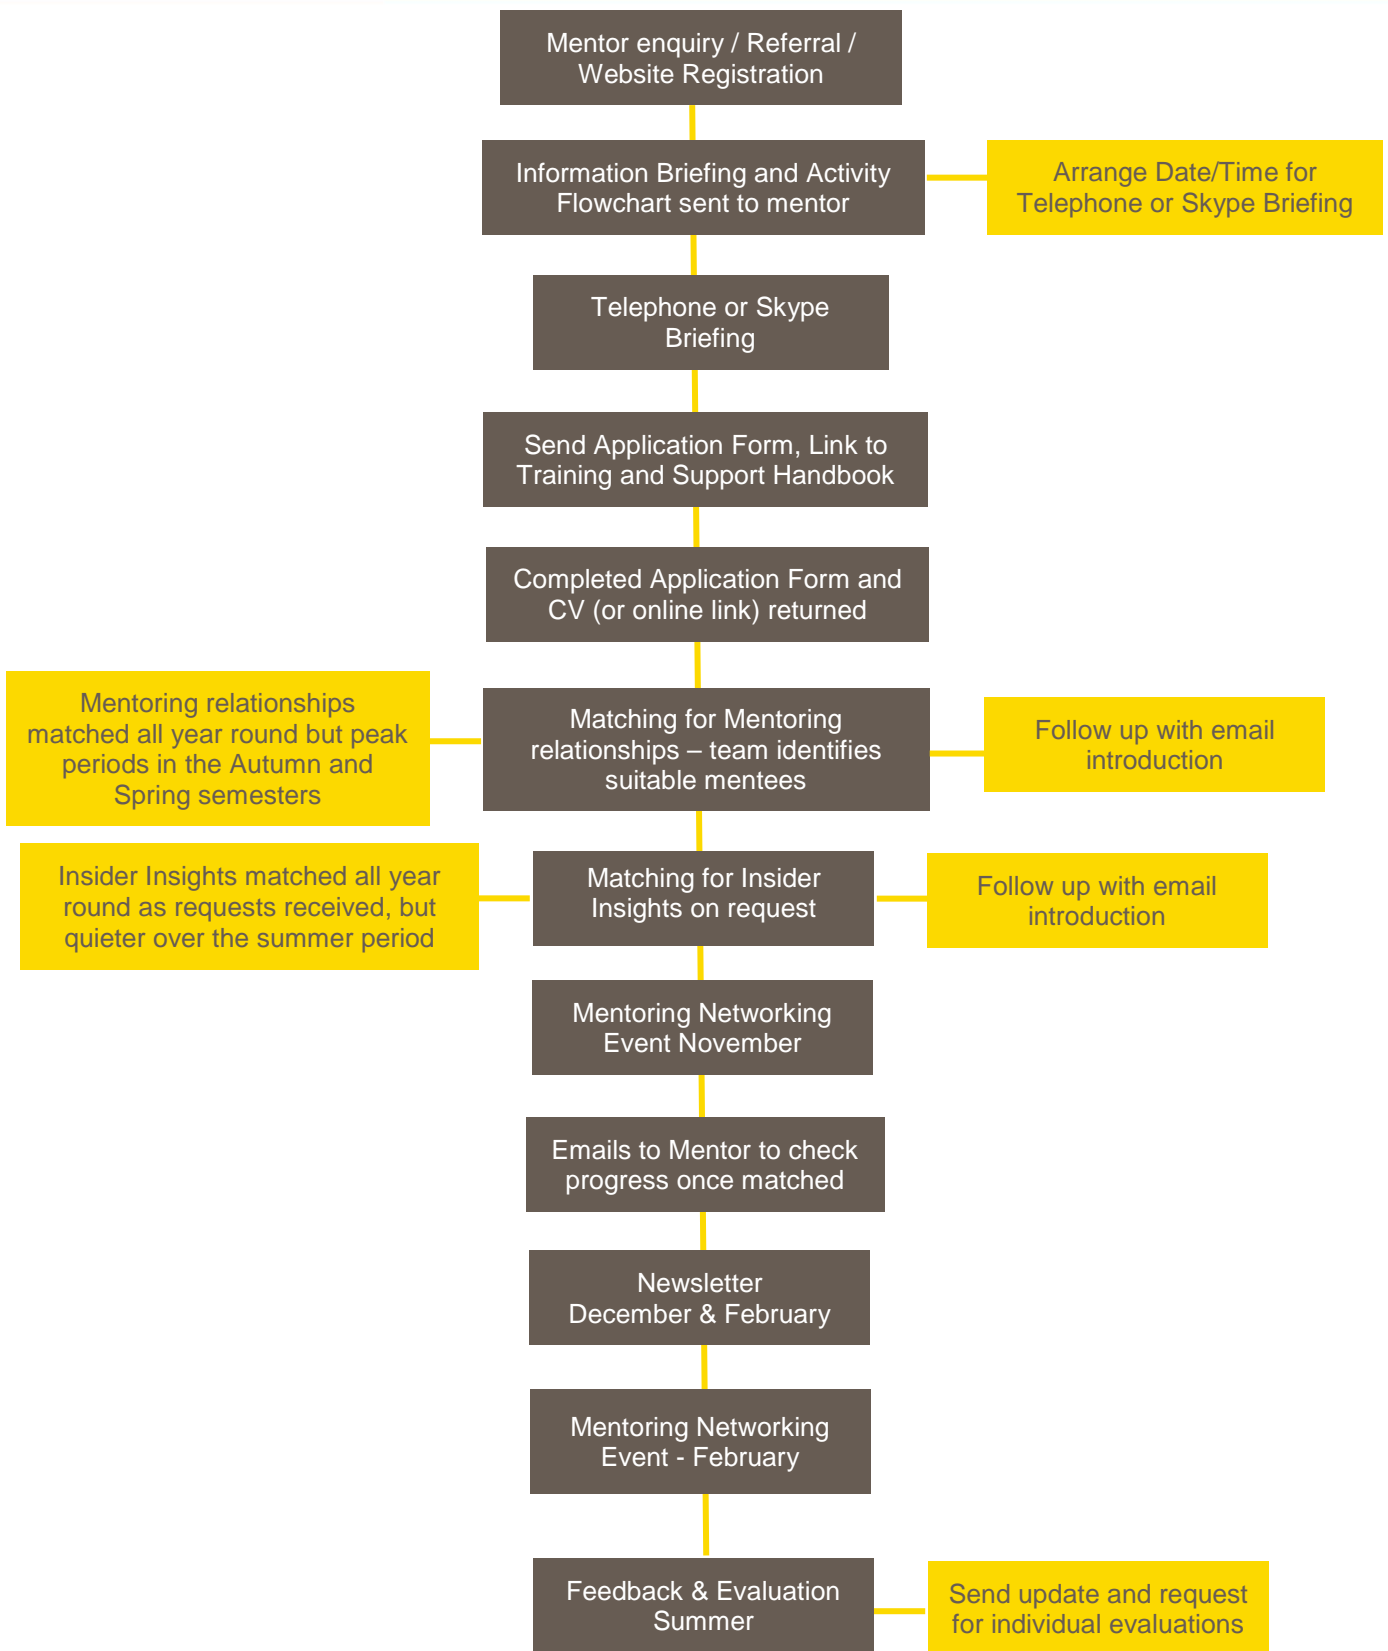 Mentor enquiry / Referral /
Website Registration
Information Briefing and Activity
Flowchart sent to mentor
Arrange Date/Time for
Telephone or Skype Briefing
Telephone or Skype
Briefing
Send Application Form, Link to
Training and Support Handbook
Completed Application Form and
CV (or online link) returned
Mentoring relationships
matched all year round but peak
periods in the Autumn and
Spring semesters
Matching for Mentoring
relationships – team identifies
suitable mentees
Follow up with email
introduction
Insider Insights matched all year
round as requests received, but
quieter over the summer period
Matching for Insider
Insights on request
Follow up with email
introduction
Mentoring Networking
Event November
Emails to Mentor to check
progress once matched
Newsletter
December & February
Mentoring Networking
Event - February
Feedback & Evaluation
Summer
Send update and request
for individual evaluations